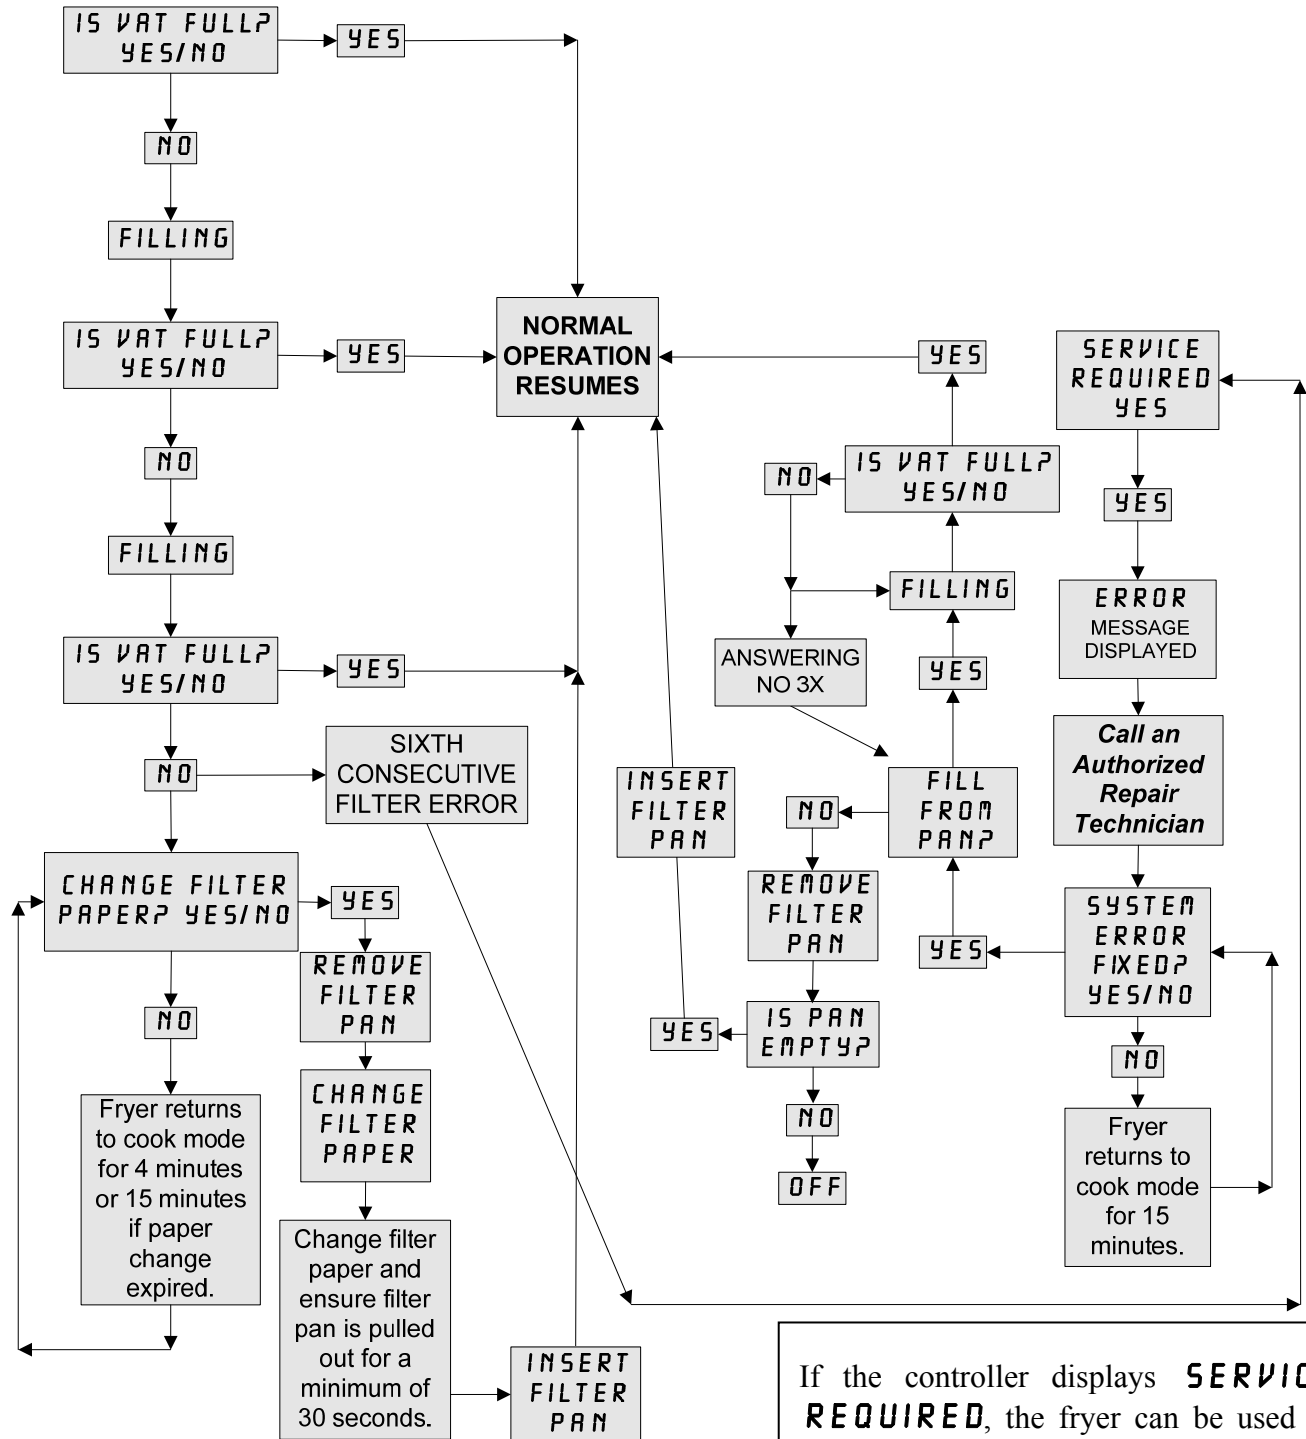 IS VAT FULL?
YES/NO
YES
NO
FILLING
IS VAT FULL?
YES/NO
YES
NO
FILLING
IS VAT FULL?
YES/NO
YES
NO
SIXTH
CONSECUTIVE
FILTER ERROR
CHANGE FILTER
PAPER? YES/NO
YES
REMOVE
FILTER
PAN
CHANGE
FILTER
PAPER
Change filter
paper and
ensure filter
pan is pulled
out for a
minimum of
30 seconds.
INSERT
FILTER
PAN
NO
Fryer returns
to cook mode
for 4 minutes
or 15 minutes
if paper
change
expired.
NORMAL
OPERATION
RESUMES
YES
IS VAT FULL?
YES/NO
NO
FILLING
ANSWERING
NO 3X
YES
FILL
FROM
PAN?
NO
REMOVE
FILTER
PAN
IS PAN
EMPTY?
YES
INSERT
FILTER
PAN
NO
OFF
SERVICE
REQUIRED
YES
YES
ERROR
MESSAGE
DISPLAYED
Call an
Authorized
Repair
Technician
SYSTEM
ERROR
FIXED?
YES/NO
YES
NO
Fryer
returns to
cook mode
for 15
minutes.
If the controller displays SERVIC
REQUIRED, the fryer can be used